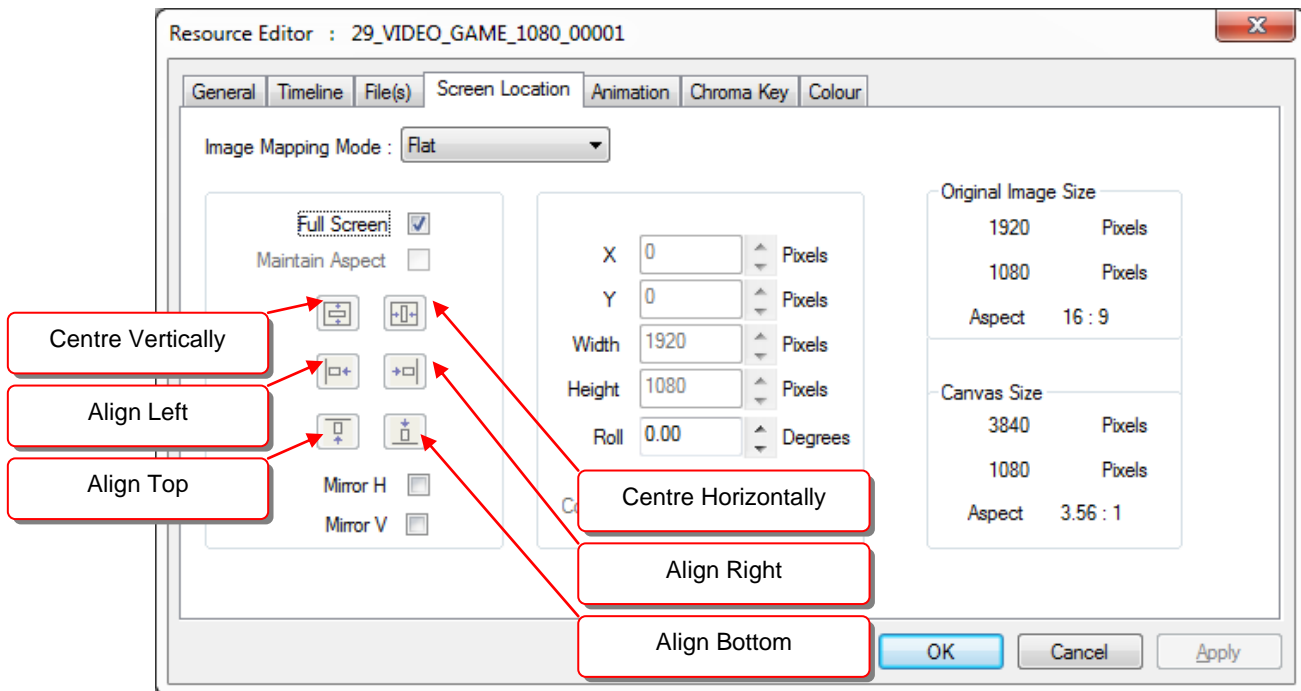 Resource Editor : 29_VIDEO_GAME_1080_00001
General Timeline File(s) Screen Location Animation Chroma Key Colour
Image Mapping Mode : Flat
Full Screen
Maintain Aspect
Centre Vertically
Align Left
Align Top
Mirror H
Mirror V
X 0 Pixels
Y 0 Pixels
Width 1920 Pixels
Height 1080 Pixels
Roll 0.00 Degrees
Centre Horizontally
Align Right
Align Bottom
Original Image Size
1920 Pixels
1080 Pixels
Aspect 16 : 9
Canvas Size
3840 Pixels
1080 Pixels
Aspect 3.56 : 1
OK Cancel Apply